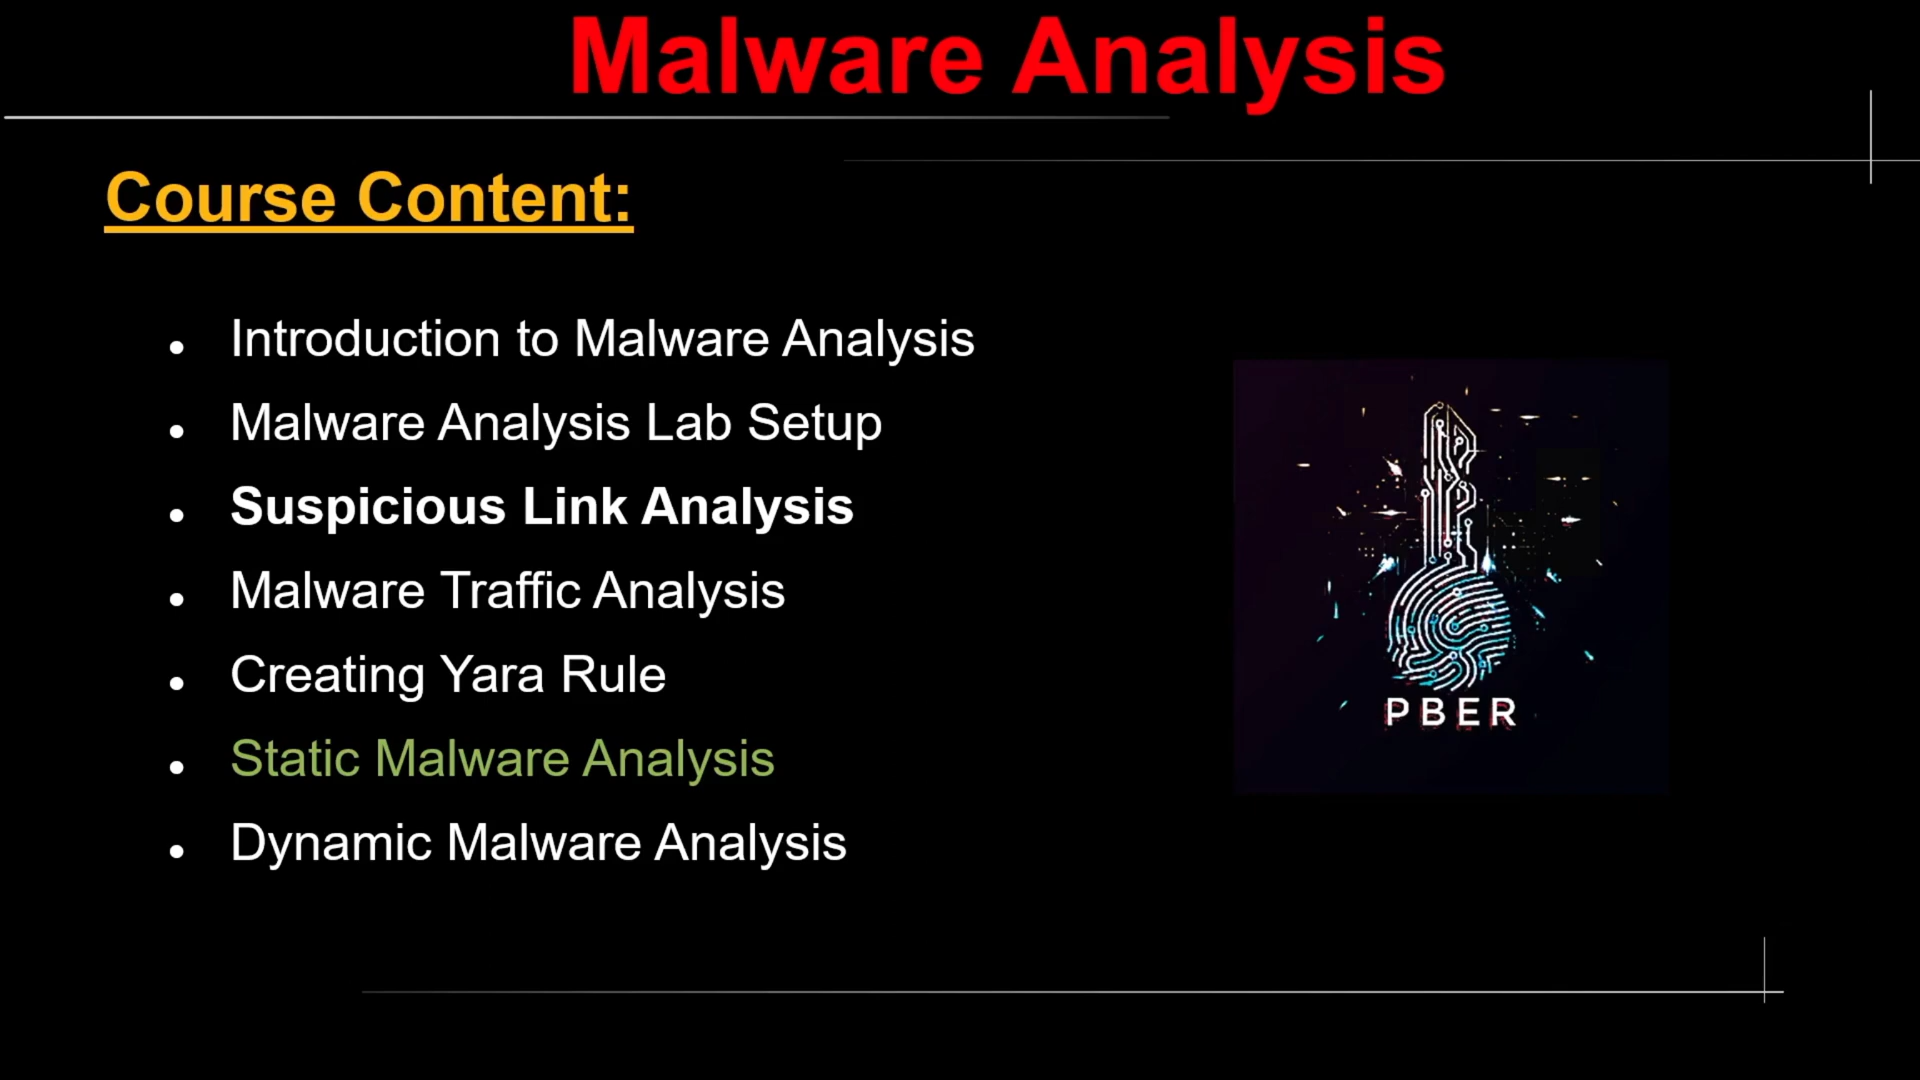 Malware Analysis
Course Content:
Introduction to Malware Analysis
Malware Analysis Lab Setup
Suspicious Link Analysis
Malware Traffic Analysis
Creating Yara Rule
Static Malware Analysis
Dynamic Malware Analysis
PBER